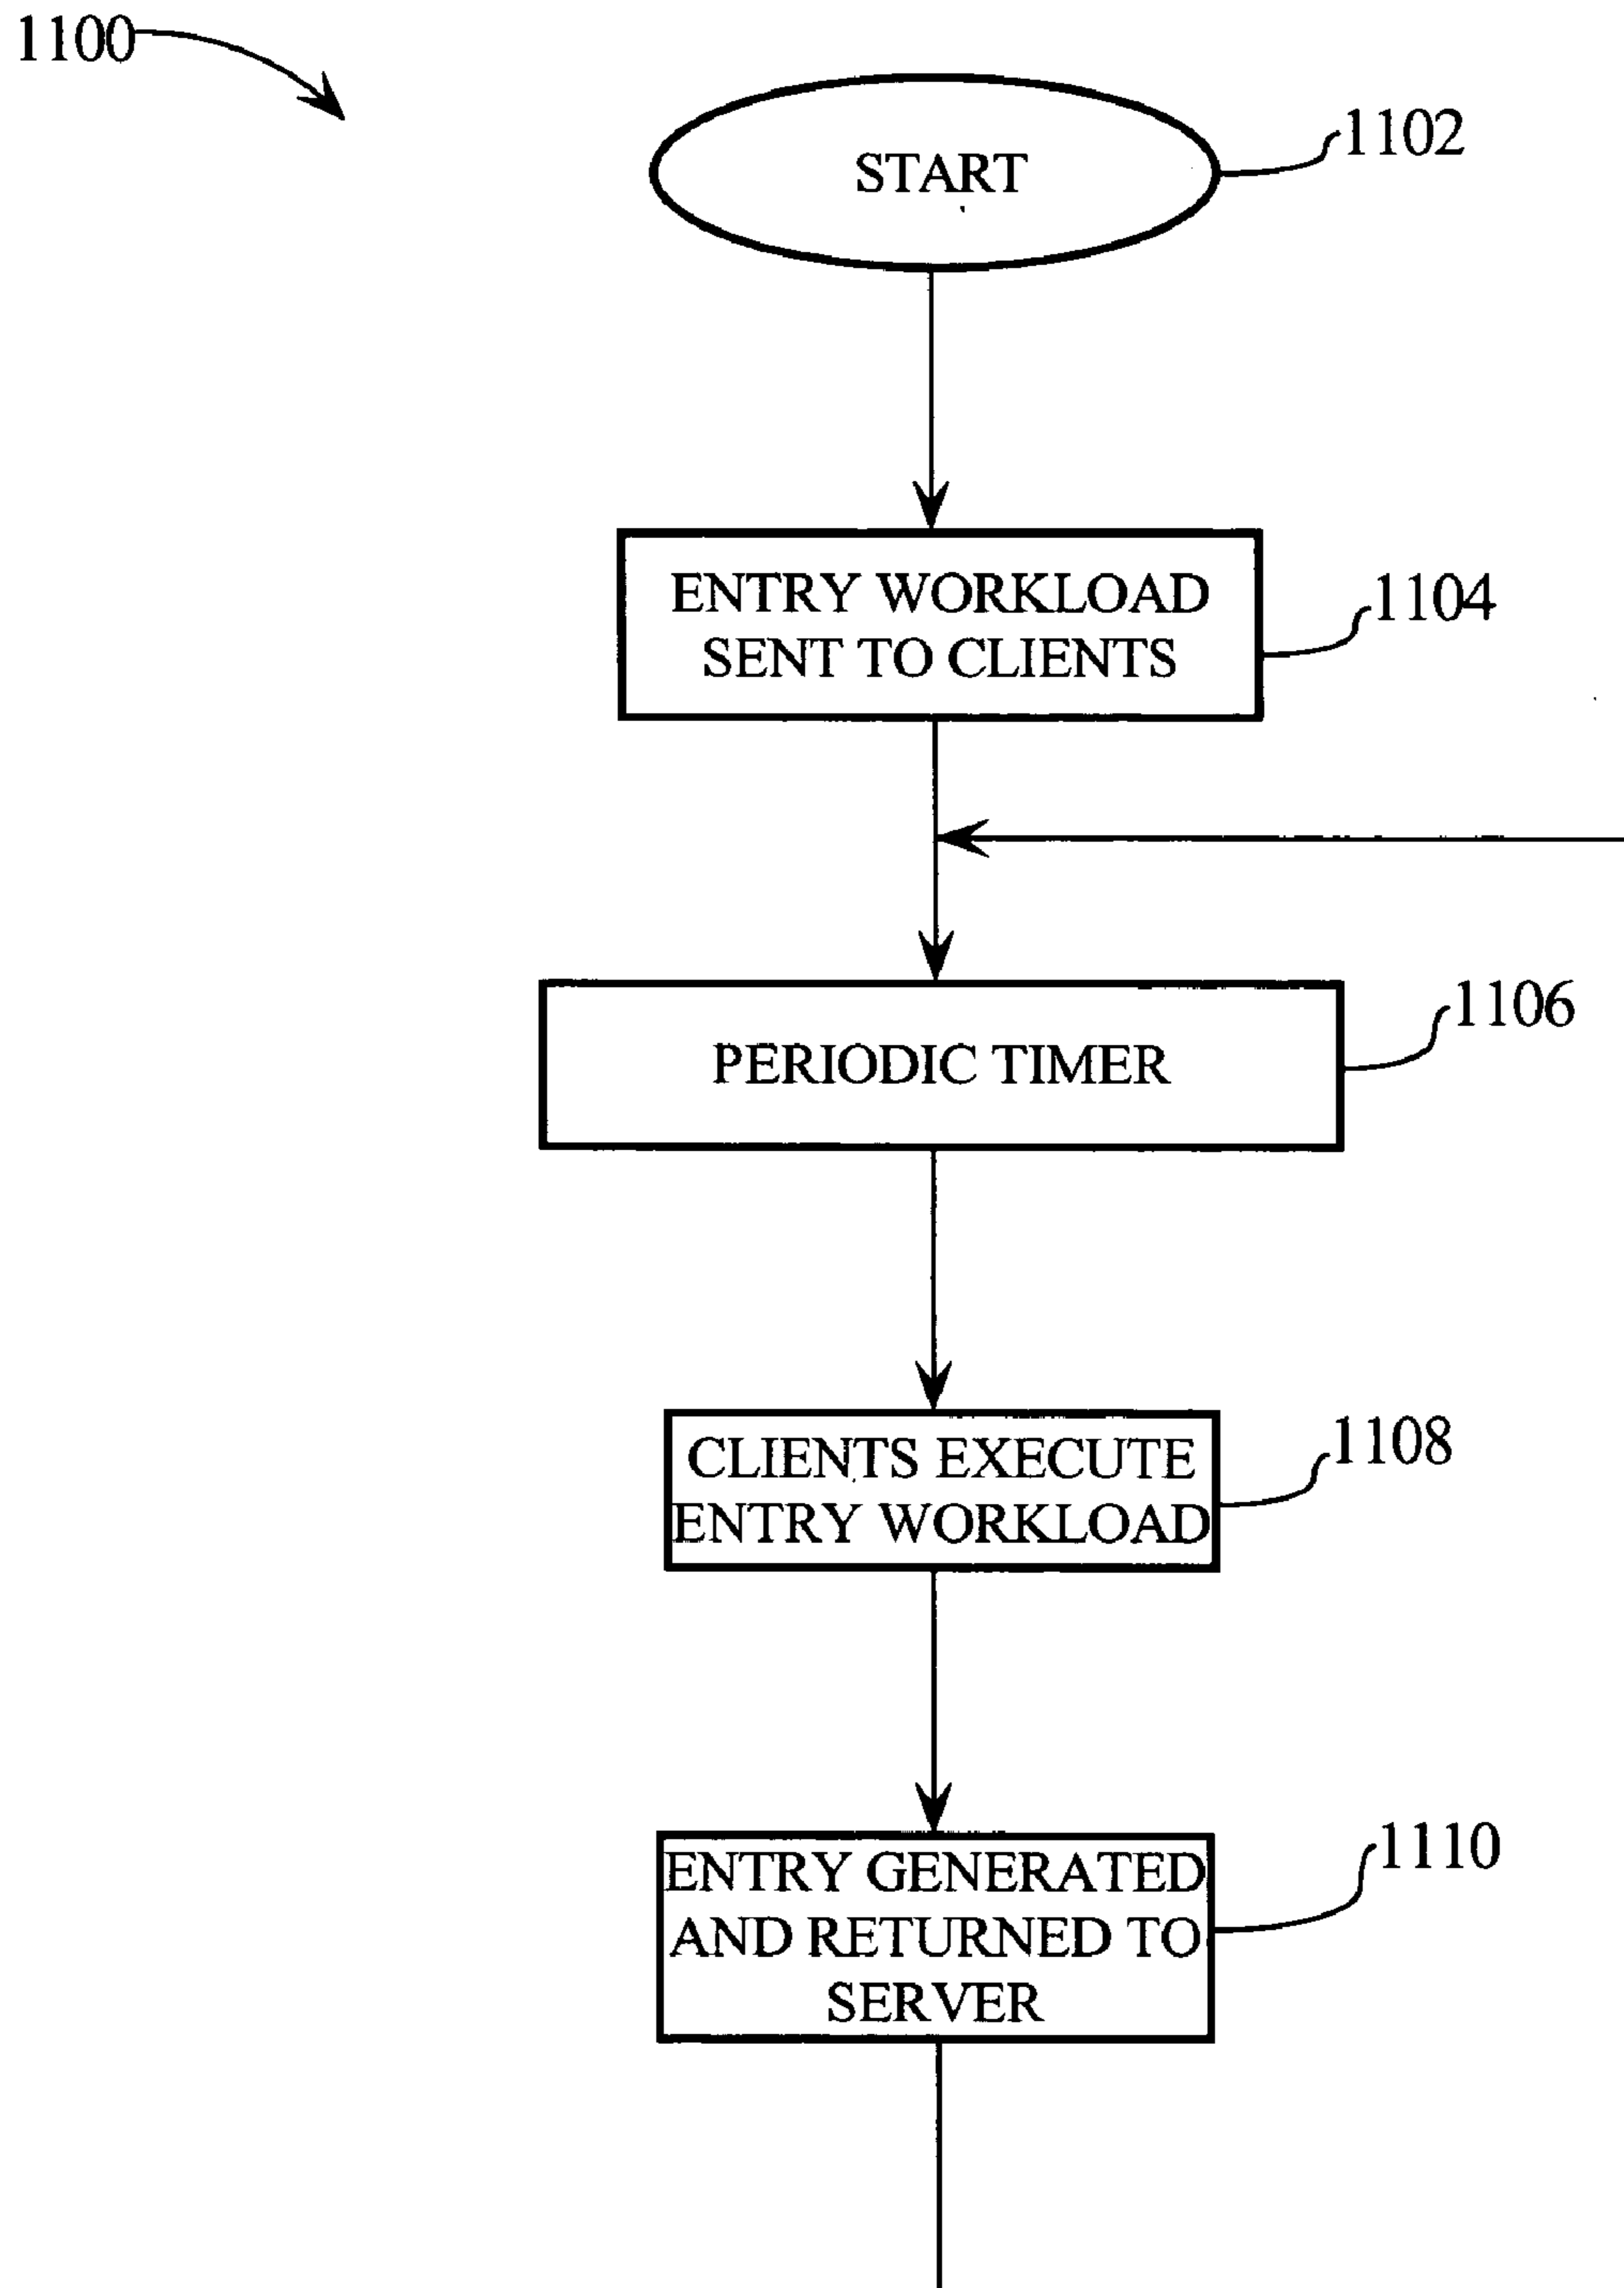 1100
START
1102
ENTRY WORKLOAD
SENT TO CLIENTS
1104
PERIODIC TIMER
1106
CLIENTS EXECUTE
ENTRY WORKLOAD
1108
ENTRY GENERATED
AND RETURNED TO
SERVER
1110